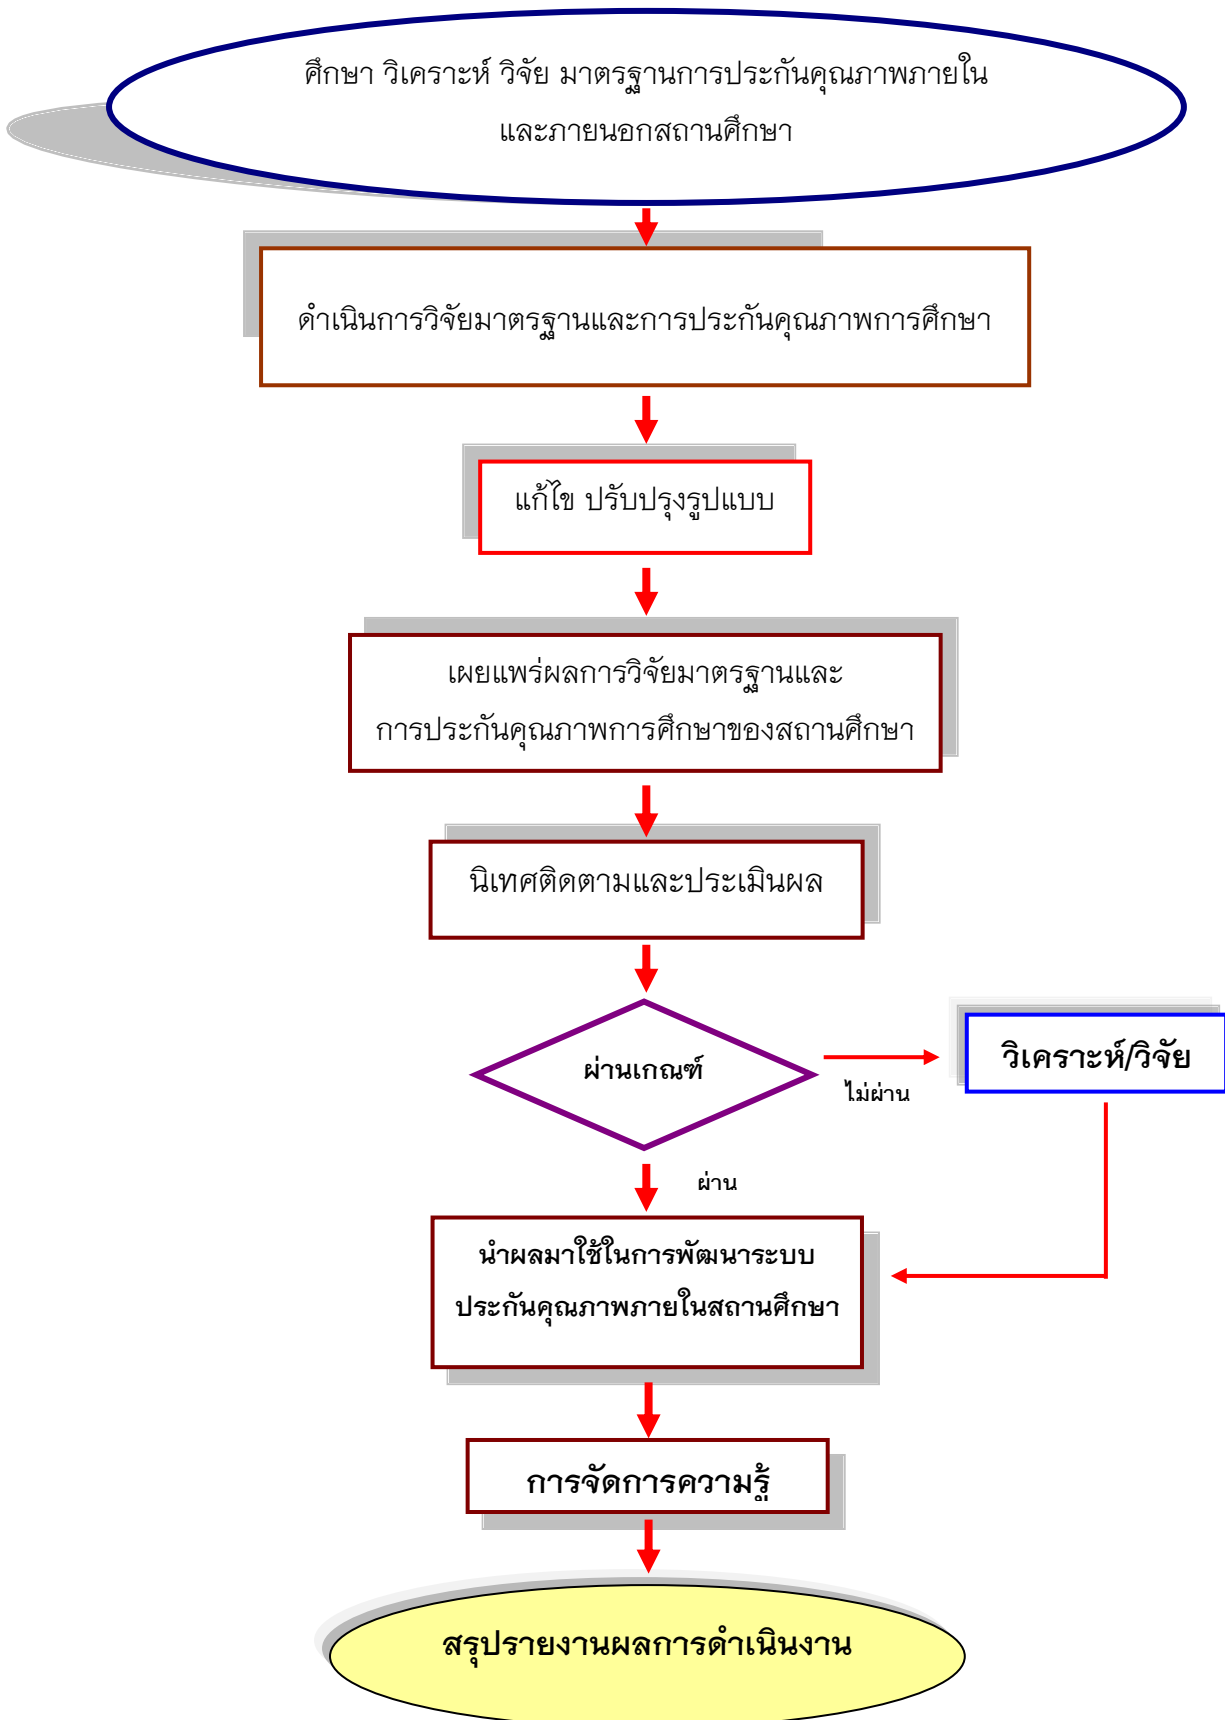 ศึกษา วิเคราะห์ วิจัย มาตรฐานการประกันคุณภาพภายใน
และภายนอกสถานศึกษา
ดำเนินการวิจัยมาตรฐานและการประกันคุณภาพการศึกษา
แก้ไข ปรับปรุงรูปแบบ
เผยแพร่ผลการวิจัยมาตรฐานและ
การประกันคุณภาพการศึกษาของสถานศึกษา
นิเทศติดตามและประเมินผล
ผ่านเกณฑ์
ไม่ผ่าน
วิเคราะห์/วิจัย
ผ่าน
นำผลมาใช้ในการพัฒนาระบบ
ประกันคุณภาพภายในสถานศึกษา
การจัดการความรู้
สรุปรายงานผลการดำเนินงาน